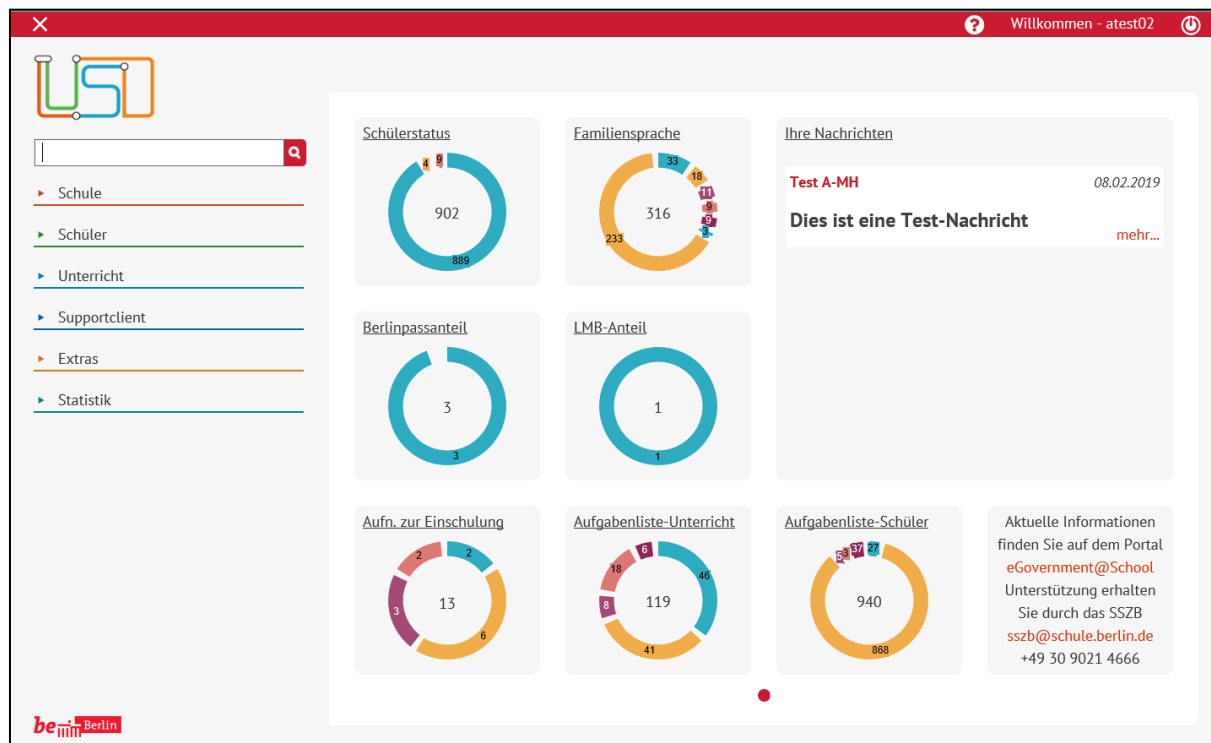 Willkommen - atest02
LUSD
Schule
Schüler
Unterricht
Supportclient
Extras
Statistik
Schülerstatus
4
9
902
889
Familiensprache
33
18
11
9
9
3
316
233
Ihre Nachrichten
Test A-MH 08.02.2019
Dies ist eine Test-Nachricht
mehr...
Berlinpassanteil
3
3
LMB-Anteil
1
1
Aufn. zur Einschulung
2
2
13
3
6
Aufgabenliste-Unterricht
6
18
46
119
8
41
Aufgabenliste-Schüler
5
3
37
27
940
868
Aktuelle Informationen
finden Sie auf dem Portal
eGovernment@School
Unterstützung erhalten
Sie durch das SSZB
sszb@schule.berlin.de
+49 30 9021 4666
be Berlin